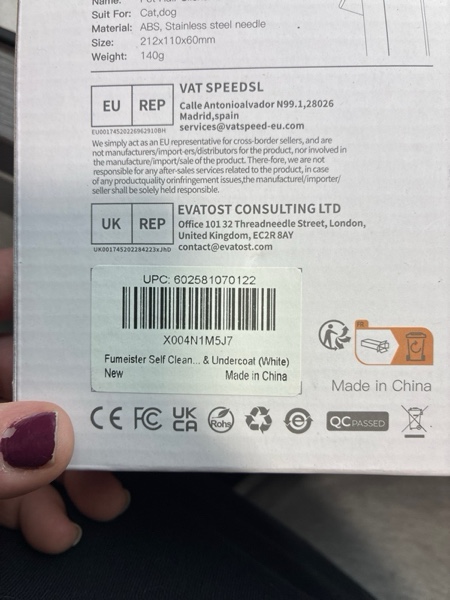 Name:
Suit For: Cat,dog
Material: ABS, Stainless steel needle
Size: 212x110x60mm
Weight: 140g
EU REP
VAT SPEEDSL
Calle Antonioalvador N99.1,28026
Madrid,spain
services@vatspeed-eu.com
EU00174520226062910BH
We simply act as an EU representative for cross-border sellers, and are
not manufacturers/import-ers/distributors for the product, nor involved in
the manufacture/import/sale of the product. There-fore, we are not
responsible for any after-sales services related to the product, in case
of any productquality orinfringement issues,the manufacturel/importer/
seller shall be solely held responsible.
UK REP
EVATOST CONSULTING LTD
Office 101 32 Threadneedle Street, London,
United Kingdom, EC2R 8AY
contact@evatost.com
UK001745202284223xJhD
UPC: 602581070122
X004N1M5J7
Fumeister Self Clean... & Undercoat (White)
New Made in China
FR
Made in China
CE FC UK CA Rohs e QC PASSED